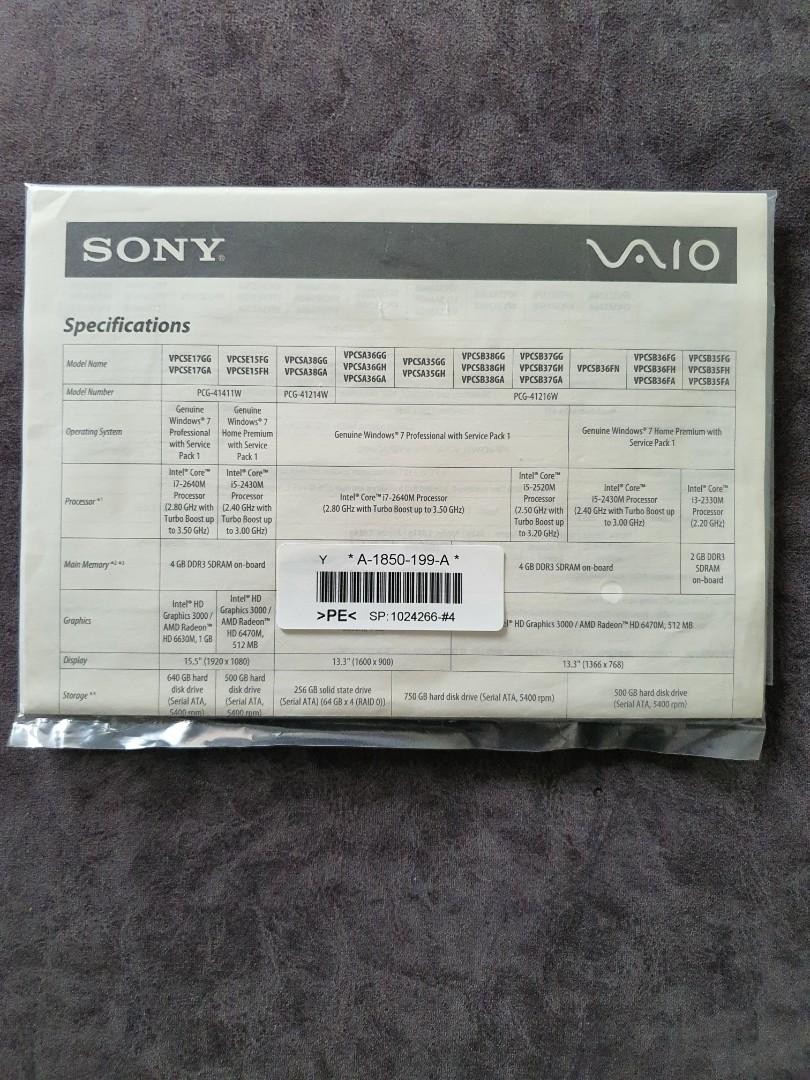 SONY®
VAIO
Specifications
Model Name
VPCSE17GG
VPCSE17GA
VPCSE15FG
VPCSE15FH
VPCSA38GG
VPCSA38GA
VPCSA36GG
VPCSA36GH
VPCSA36GA
VPCSA35GG
VPCSA35GH
VPCSB38GG
VPCSB38GH
VPCSB38GA
VPCSB37GG
VPCSB37GH
VPCSB37GA
VPCSB36FN
VPCSB36FG
VPCSB36FH
VPCSB36FA
VPCSB35FG
VPCSB35FH
VPCSB35FA
Model Number
PCG-41411W
PCG-41214W
PCG-41216W
Operating System
Genuine
Windows® 7
Professional
with Service
Pack 1
Genuine
Windows® 7
Home Premium
with Service
Pack 1
Genuine Windows® 7 Professional with Service Pack 1
Genuine Windows® 7 Home Premium with
Service Pack 1
Processor *1
Intel® Core™
i7-2640M
Processor
(2.80 GHz with
Turbo Boost up
to 3.50 GHz)
Intel® Core™
i5-2430M
Processor
(2.40 GHz with
Turbo Boost up
to 3.00 GHz)
Intel® Core™ i7-2640M Processor
(2.80 GHz with Turbo Boost up to 3.50 GHz)
Intel® Core™
i5-2520M
Processor
(2.50 GHz with
Turbo Boost up
to 3.20 GHz)
Intel® Core™
i5-2430M Processor
(2.40 GHz with Turbo Boost up
to 3.00 GHz)
Intel® Core™
i3-2330M
Processor
(2.20 GHz)
Main Memory *2 *3
4 GB DDR3 SDRAM on-board
4 GB DDR3 SDRAM on-board
2 GB DDR3
SDRAM
on-board
Y * A-1850-199-A *
>PE< SP:1024266-#4
Graphics
Intel® HD
Graphics 3000 /
AMD Radeon™
HD 6630M, 1 GB
Intel® HD
Graphics 3000 /
AMD Radeon™
HD 6470M,
512 MB
HD Graphics 3000 / AMD Radeon™ HD 6470M, 512 MB
Display
15.5" (1920 x 1080)
13.3" (1600 x 900)
13.3" (1366 x 768)
Storage *4
640 GB hard
disk drive
(Serial ATA,
5400 rpm)
500 GB hard
disk drive
(Serial ATA,
5400 rpm)
256 GB solid state drive
(Serial ATA) (64 GB x 4 (RAID 0))
750 GB hard disk drive (Serial ATA, 5400 rpm)
500 GB hard disk drive
(Serial ATA, 5400 rpm)